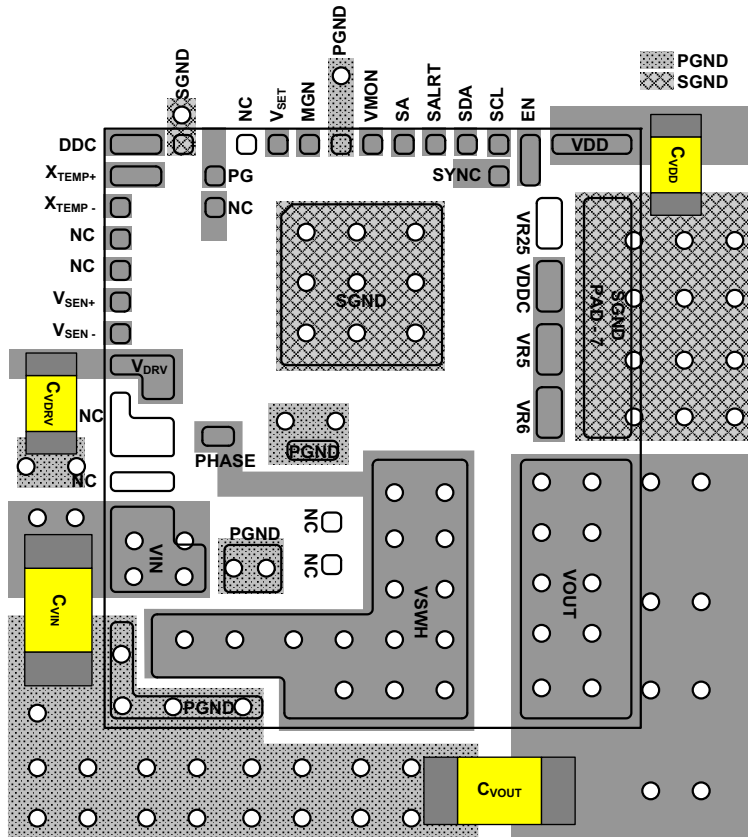 PGND
SGND
PGND
SGND
NC
VSET
MGN
VMON
SA
SALRT
SDA
SCL
EN
DDC
VDD
CVDD
XTEMP+
PG
SYNC
XTEMP -
NC
VR25
NC
NC
VDDC
VSEN+
SGND
SGND
PAD - 7
VSEN -
VR5
VDRV
CVDRV
NC
VR6
PHASE
PGND
NC
NC
PGND
VIN
NC
CVIN
VSWH
VOUT
PGND
CVOUT